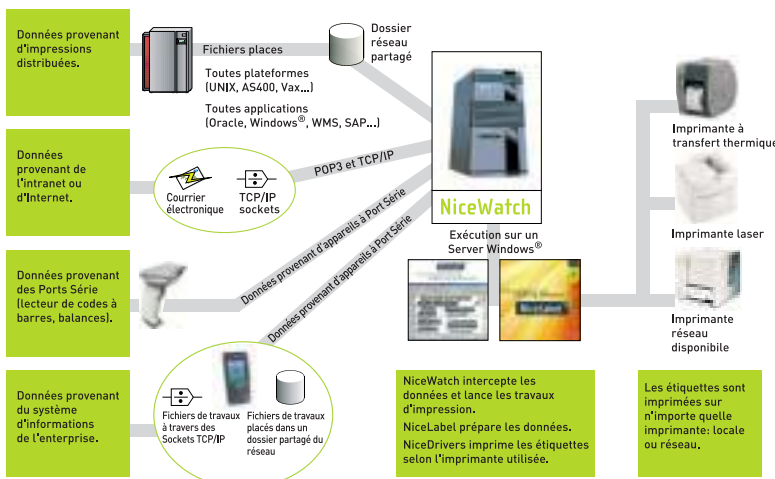 Données provenant
d'impressions
distribuées.
Fichiers places
Toutes plateformes
(UNIX, AS400, Vax...)
Toutes applications
(Oracle, Windows®, WMS, SAP...)
Dossier
réseau
partagé
Données
provenant de
l'intranet ou
d'Internet.
Courrier
électronique
TCP/IP
sockets
POP3 et TCP/IP
Données provenant
des Ports Série
(lecteur de codes à
barres, balances).
Données provenant d'appareils à Port Série
Données provenant d'appareils à Port Série
Données provenant
du système
d'informations
de l'enterprise.
Fichiers de travaux
à travers des
Sockets TCP/IP
Fichiers de travaux
placés dans un
dossier partagé du
réseau
NiceWatch
Exécution sur un
Server Windows®
NiceWatch intercepte les
données et lance les travaux
d'impression.
NiceLabel prépare les données.
NiceDrivers imprime les étiquettes
selon l'imprimante utilisée.
Imprimante à
transfert thermique
Imprimante laser
Imprimante
réseau
disponible
Les étiquettes sont
imprimées sur
n'importe quelle
imprimante: locale
ou réseau.